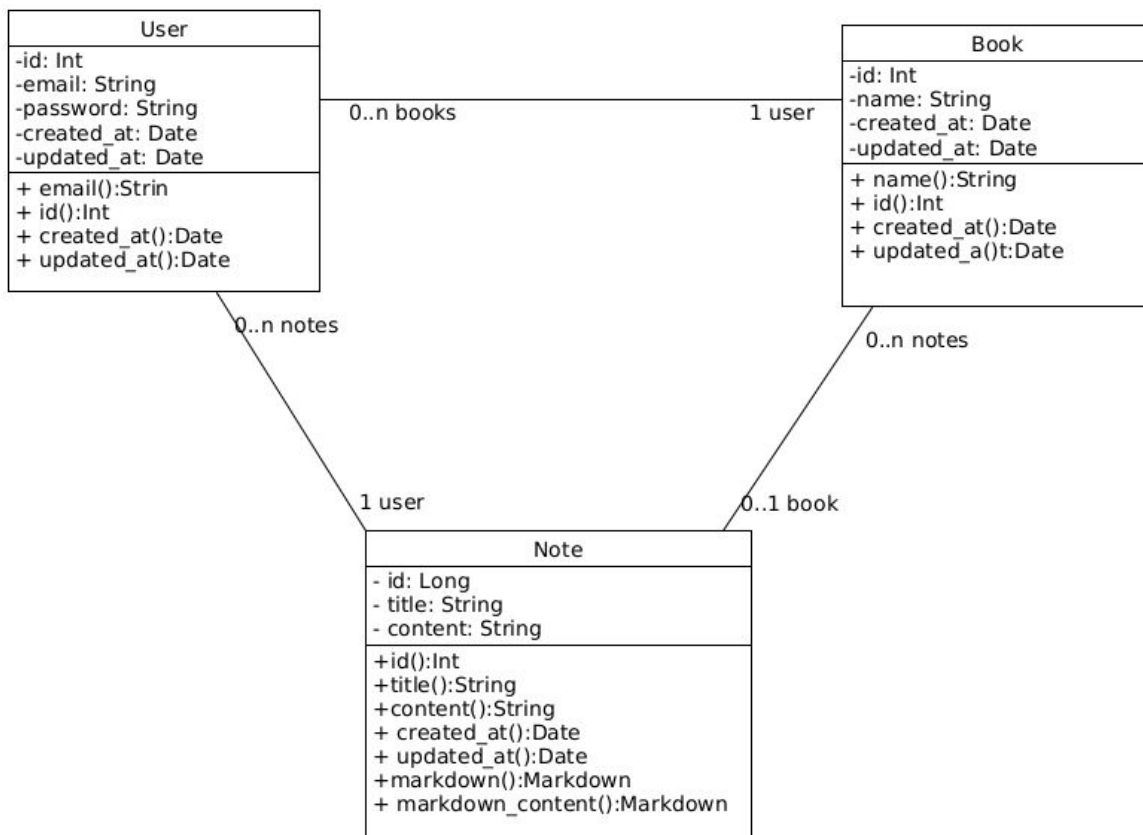 User
-id: Int
-email: String
-password: String
-created_at: Date
-updated_at: Date
+ email():Strin
+ id():Int
+ created_at():Date
+ updated_at():Date
0..n books
1 user
Book
-id: Int
-name: String
-created_at: Date
-updated_at: Date
+ name():String
+ id():Int
+ created_at():Date
+ updated_a()t:Date
0..n notes
0..n notes
1 user
0..1 book
Note
- id: Long
- title: String
- content: String
+id():Int
+title():String
+content():String
+ created_at():Date
+ updated_at():Date
+markdown():Markdown
+ markdown_content():Markdown